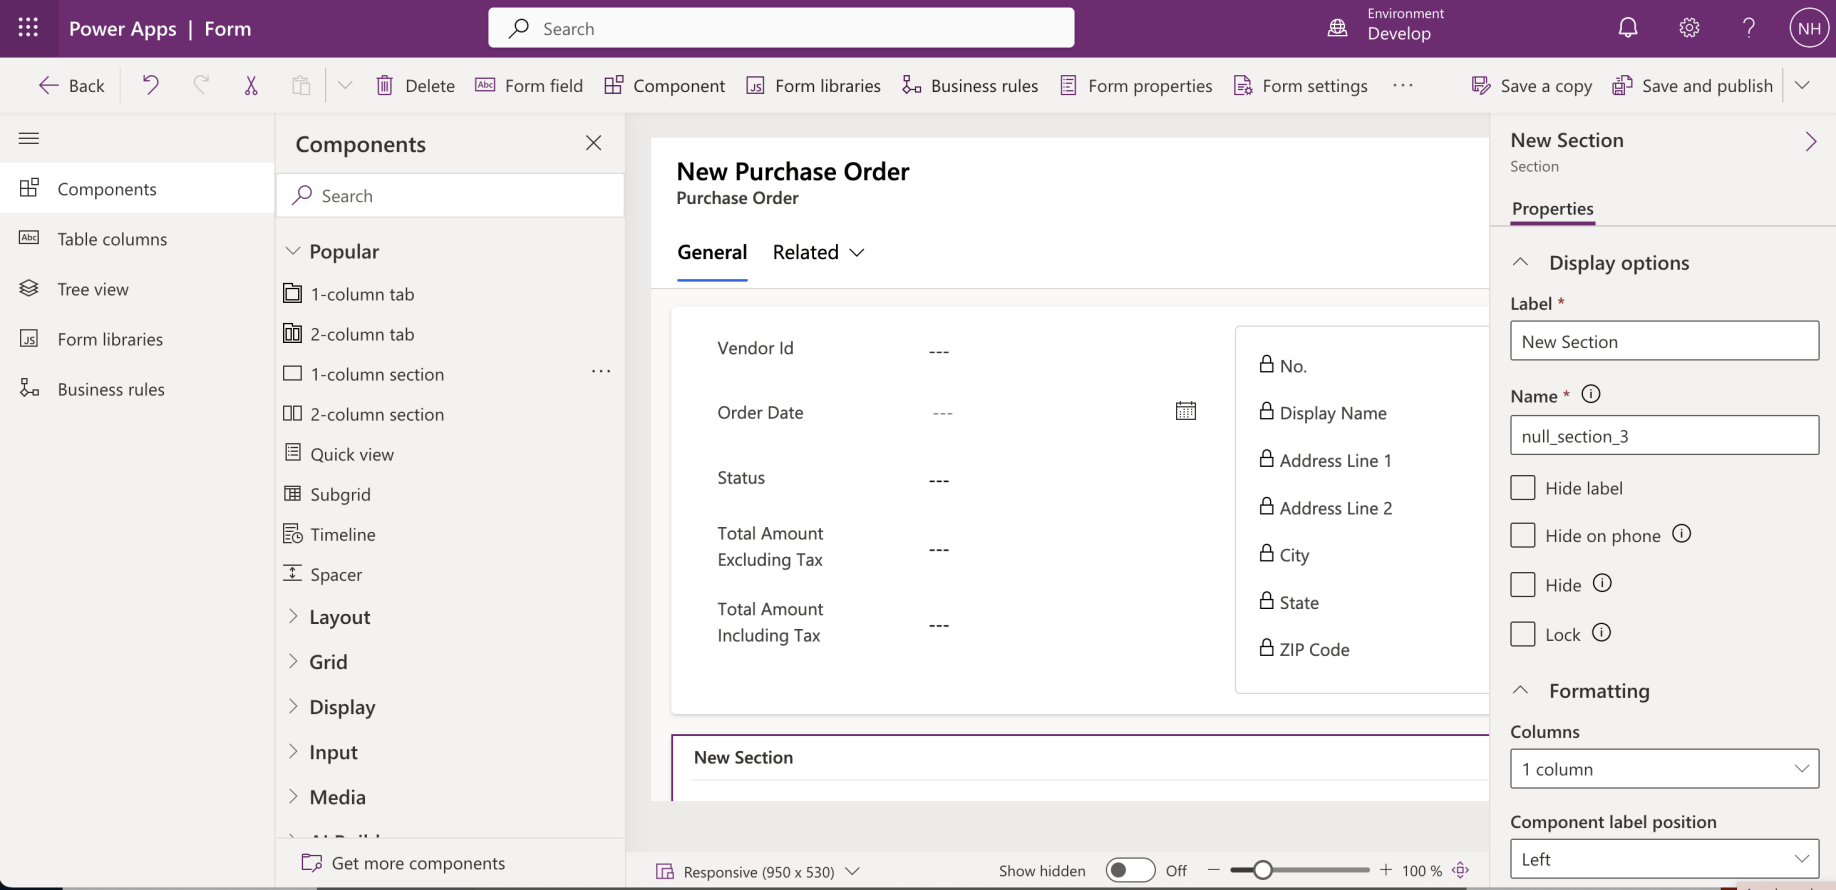 Power Apps | Form
Search
Environment
Develop
NH
Back
Delete
Abc Form field
Component
JS Form libraries
Business rules
Form properties
Form settings
...
Save a copy
Save and publish
Components
Abc Table columns
Tree view
JS Form libraries
Business rules
Components
Search
Popular
1-column tab
2-column tab
1-column section ...
2-column section
Quick view
Subgrid
Timeline
Spacer
Layout
Grid
Display
Input
Media
Get more components
New Purchase Order
Purchase Order
General
Related
Vendor Id ---
Order Date ---
Status ---
Total Amount
Excluding Tax ---
Total Amount
Including Tax ---
No.
Display Name
Address Line 1
Address Line 2
City
State
ZIP Code
New Section
Responsive (950 x 530)
Show hidden
Off
100 %
New Section
Section
Properties
Display options
Label *
New Section
Name *
null_section_3
Hide label
Hide on phone
Hide
Lock
Formatting
Columns
1 column
Component label position
Left